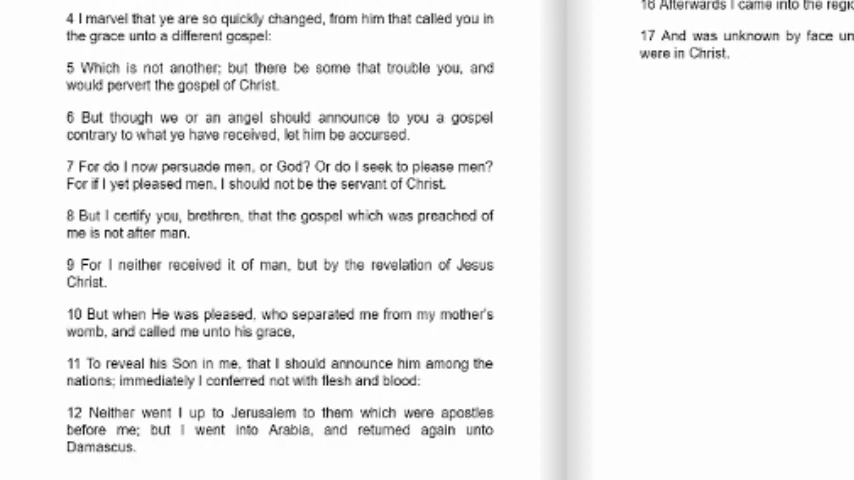 4 I marvel that ye are so quickly changed, from him that called you in
the grace unto a different gospel:
5 Which is not another; but there be some that trouble you, and
would pervert the gospel of Christ.
6 But though we or an angel should announce to you a gospel
contrary to what ye have received, let him be accursed.
7 For do I now persuade men, or God? Or do I seek to please men?
For if I yet pleased men, I should not be the servant of Christ.
8 But I certify you, brethren, that the gospel which was preached of
me is not after man.
9 For I neither received it of man, but by the revelation of Jesus
Christ.
10 But when He was pleased, who separated me from my mother's
womb, and called me unto his grace,
11 To reveal his Son in me, that I should announce him among the
nations; immediately I conferred not with flesh and blood:
12 Neither went I up to Jerusalem to them which were apostles
before me; but I went into Arabia, and returned again unto
Damascus.
16 Afterwards I came into the
17 And was unknown by face
were in Christ.